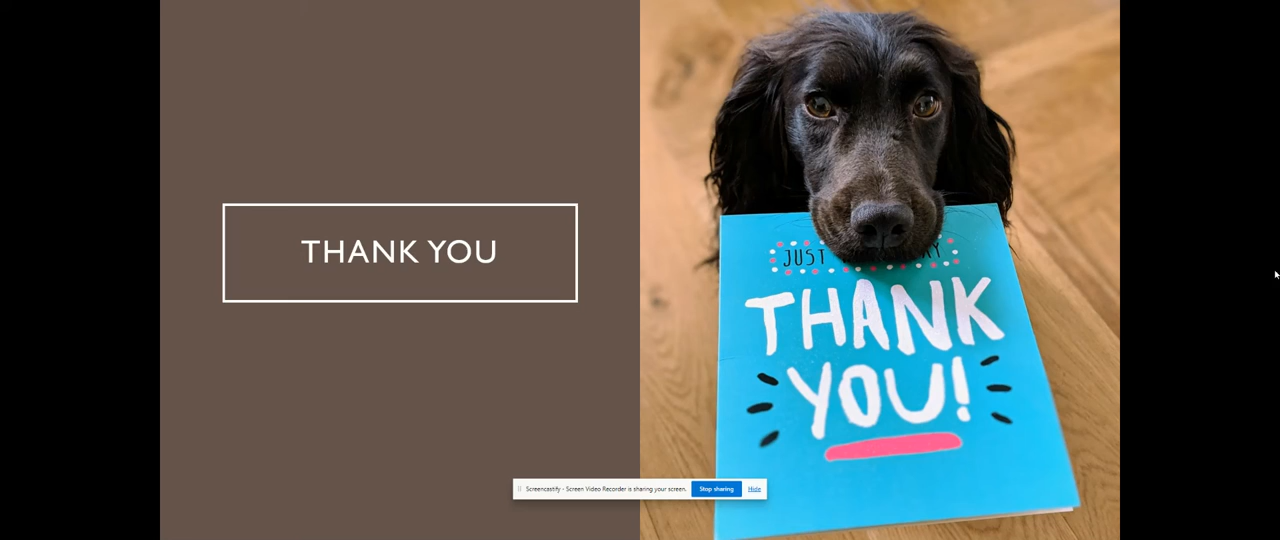 THANK YOU
JUST
THANK
YOU!
Screencastify - Screen Video Recorder is sharing your screen. Stop sharing Hide